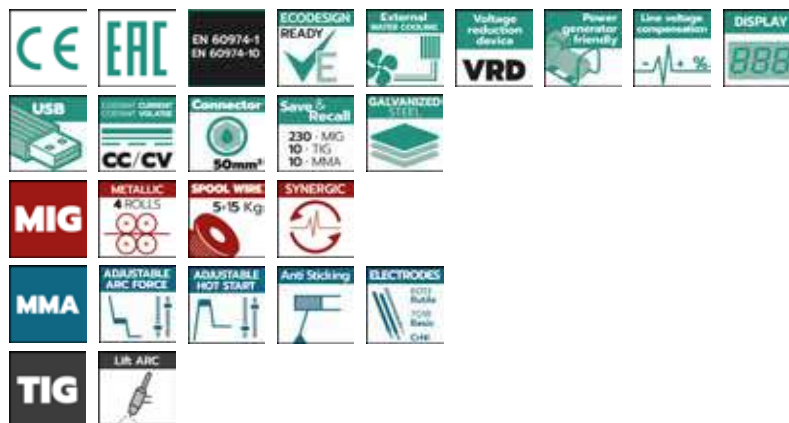 CE
EAC
EN 60974-1
EN 60974-10
ECODESIGN
READY
External
WATER COOLING
Voltage
reduction
device
VRD
Power
generator
friendly
Line voltage
compensation
- + %
DISPLAY
888
USB
CONSTANT CURRENT
CONSTANT VOLTAGE
CC/CV
Connector
50mm²
Save &
Recall
230 · MIG
10 · TIG
10 · MMA
GALVANIZED
STEEL
MIG
METALLIC
4 ROLLS
SPOOL WIRE
5÷15 Kg
SYNERGIC
MMA
ADJUSTABLE
ARC FORCE
ADJUSTABLE
HOT START
Anti Sticking
ELECTRODES
6013
Rutile
7018
Basic
CrNi
TIG
Lift ARC